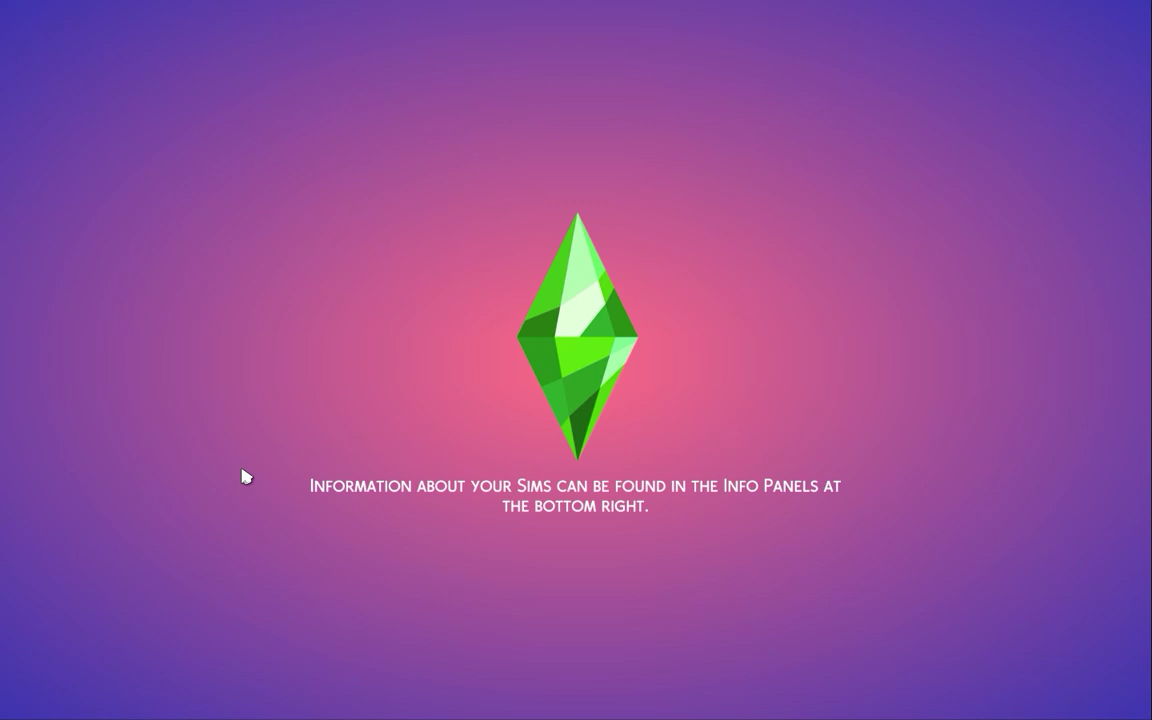 Information about your Sims can be found in the Info Panels at
the bottom right.